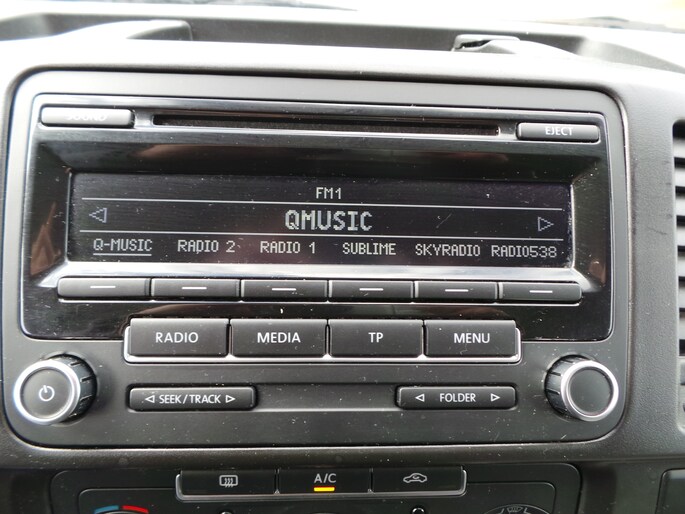 SOUND
EJECT
FM1
QMUSIC
Q-MUSIC RADIO 2 RADIO 1 SUBLIME SKYRADIO RADIO538
RADIO MEDIA TP MENU
SEEK/TRACK FOLDER
A/C